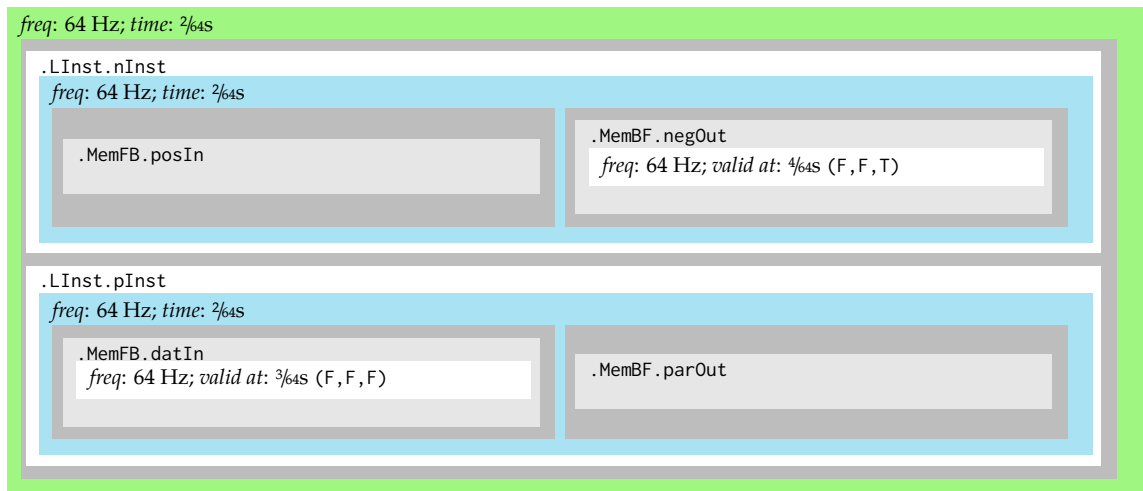 freq: 64 Hz; time: 2/64s
.LInst.nInst
freq: 64 Hz; time: 2/64s
.MemFB.posIn
.MemBF.negOut
freq: 64 Hz; valid at: 4/64s (F,F,T)
.LInst.pInst
freq: 64 Hz; time: 2/64s
.MemFB.datIn
freq: 64 Hz; valid at: 3/64s (F,F,F)
.MemBF.parOut